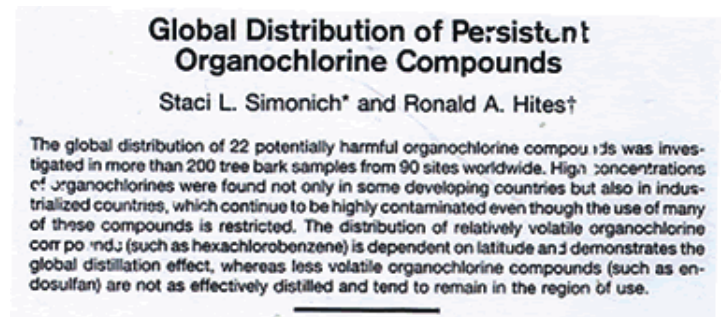 Global Distribution of Persistent
Organochlorine Compounds
Staci L. Simonich* and Ronald A. Hites†
The global distribution of 22 potentially harmful organochlorine compounds was inves-
tigated in more than 200 tree bark samples from 90 sites worldwide. High concentrations
of organochlorines were found not only in some developing countries but also in indus-
trialized countries, which continue to be highly contaminated even though the use of many
of these compounds is restricted. The distribution of relatively volatile organochlorine
compounds (such as hexachlorobenzene) is dependent on latitude and demonstrates the
global distillation effect, whereas less volatile organochlorine compounds (such as en-
dosulfan) are not as effectively distilled and tend to remain in the region of use.